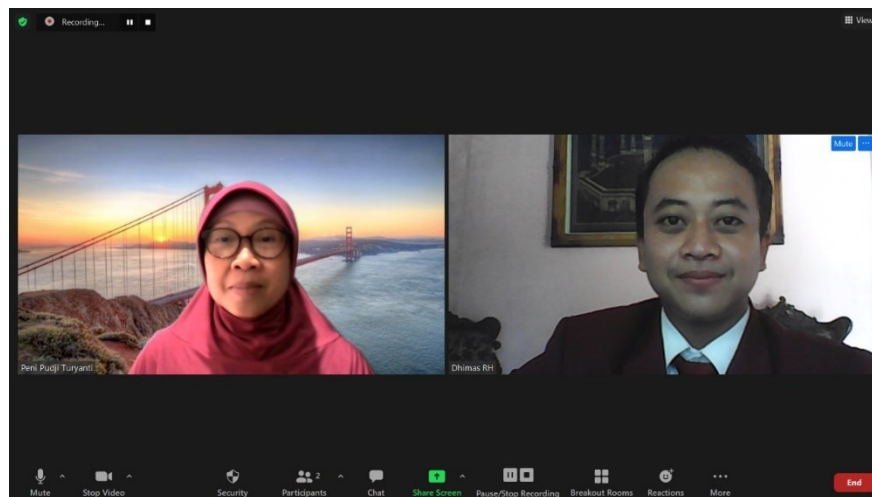 Recording...
View
Mute
Peni Pudji Turyanti
Dhimas RH
Mute
Stop Video
Security
2
Participants
Chat
Share Screen
Pause/Stop Recording
Breakout Rooms
Reactions
More
End